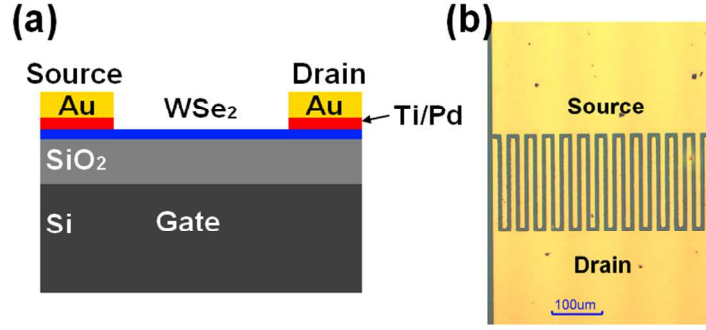 (a)
Source
Drain
Au
WSe₂
Au
Ti/Pd
SiO₂
Si
Gate
(b)
Source
Drain
100um